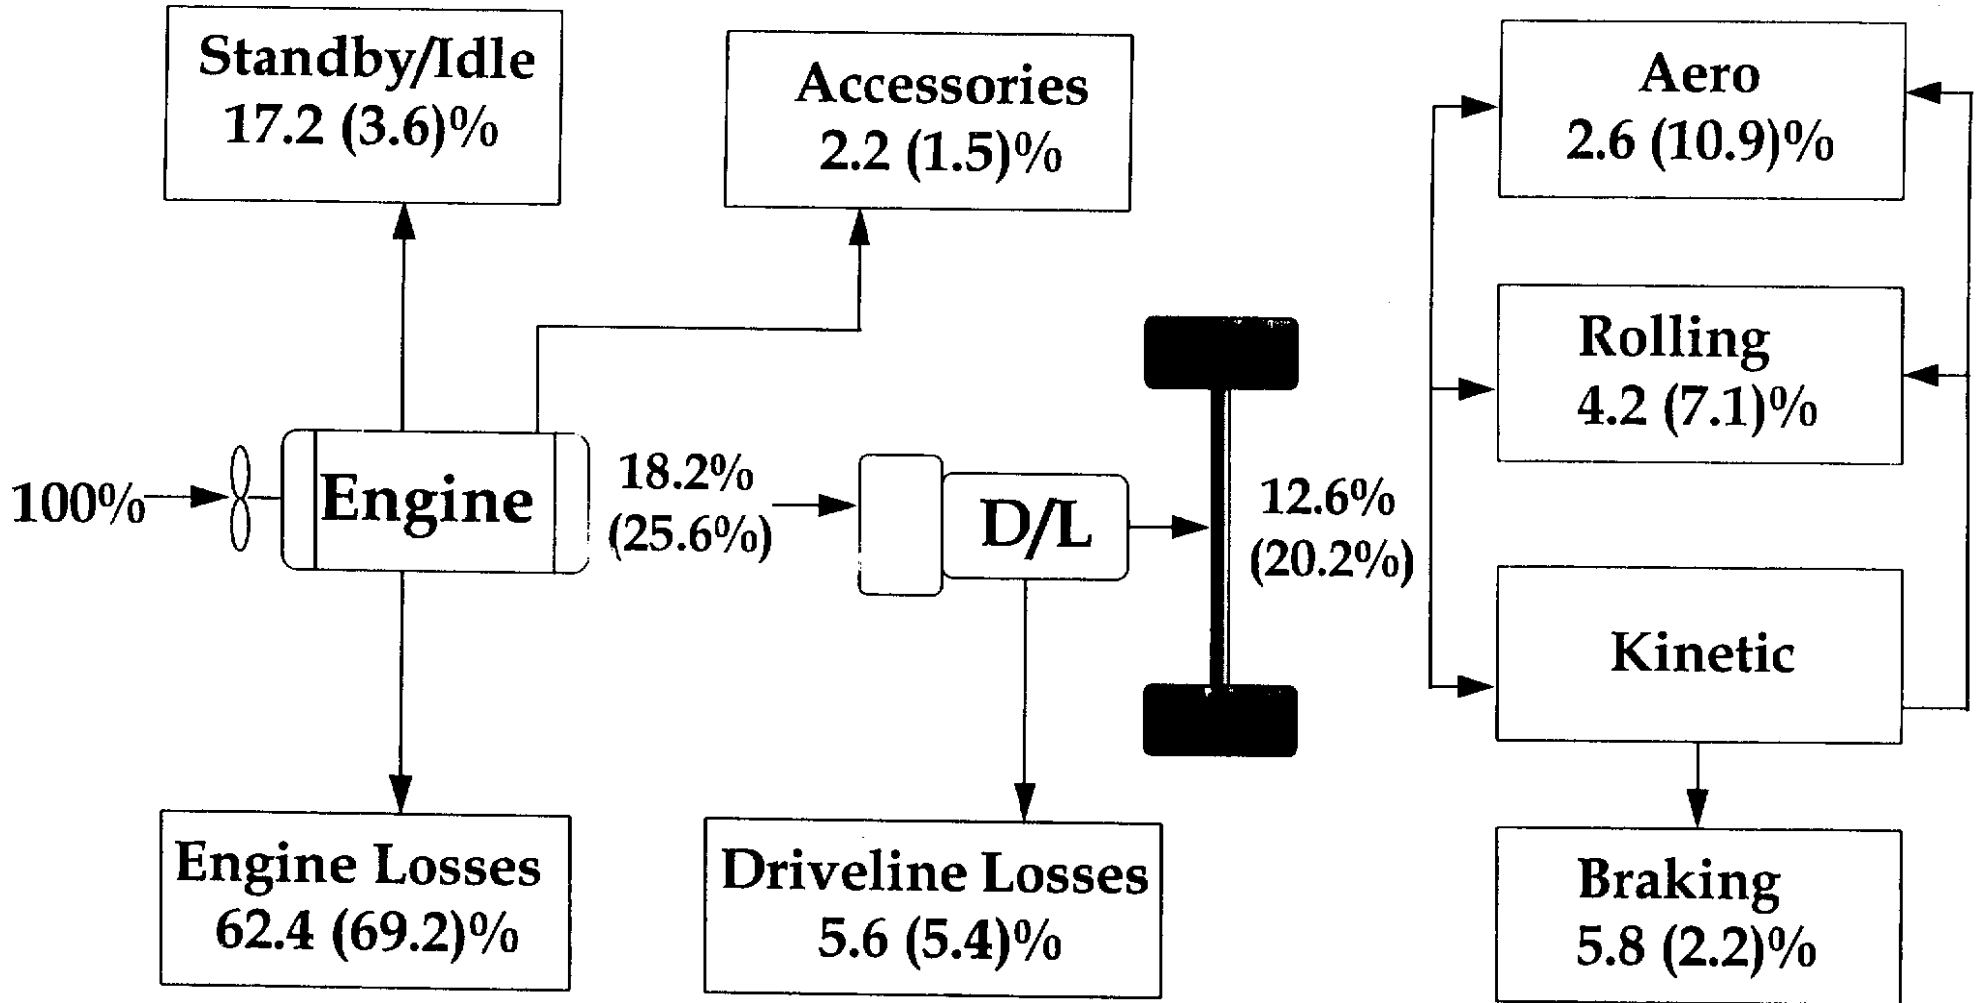 Standby/Idle
17.2 (3.6)%
Accessories
2.2 (1.5)%
Aero
2.6 (10.9)%
Rolling
4.2 (7.1)%
100%
Engine
18.2%
(25.6%)
D/L
12.6%
(20.2%)
Kinetic
Engine Losses
62.4 (69.2)%
Driveline Losses
5.6 (5.4)%
Braking
5.8 (2.2)%